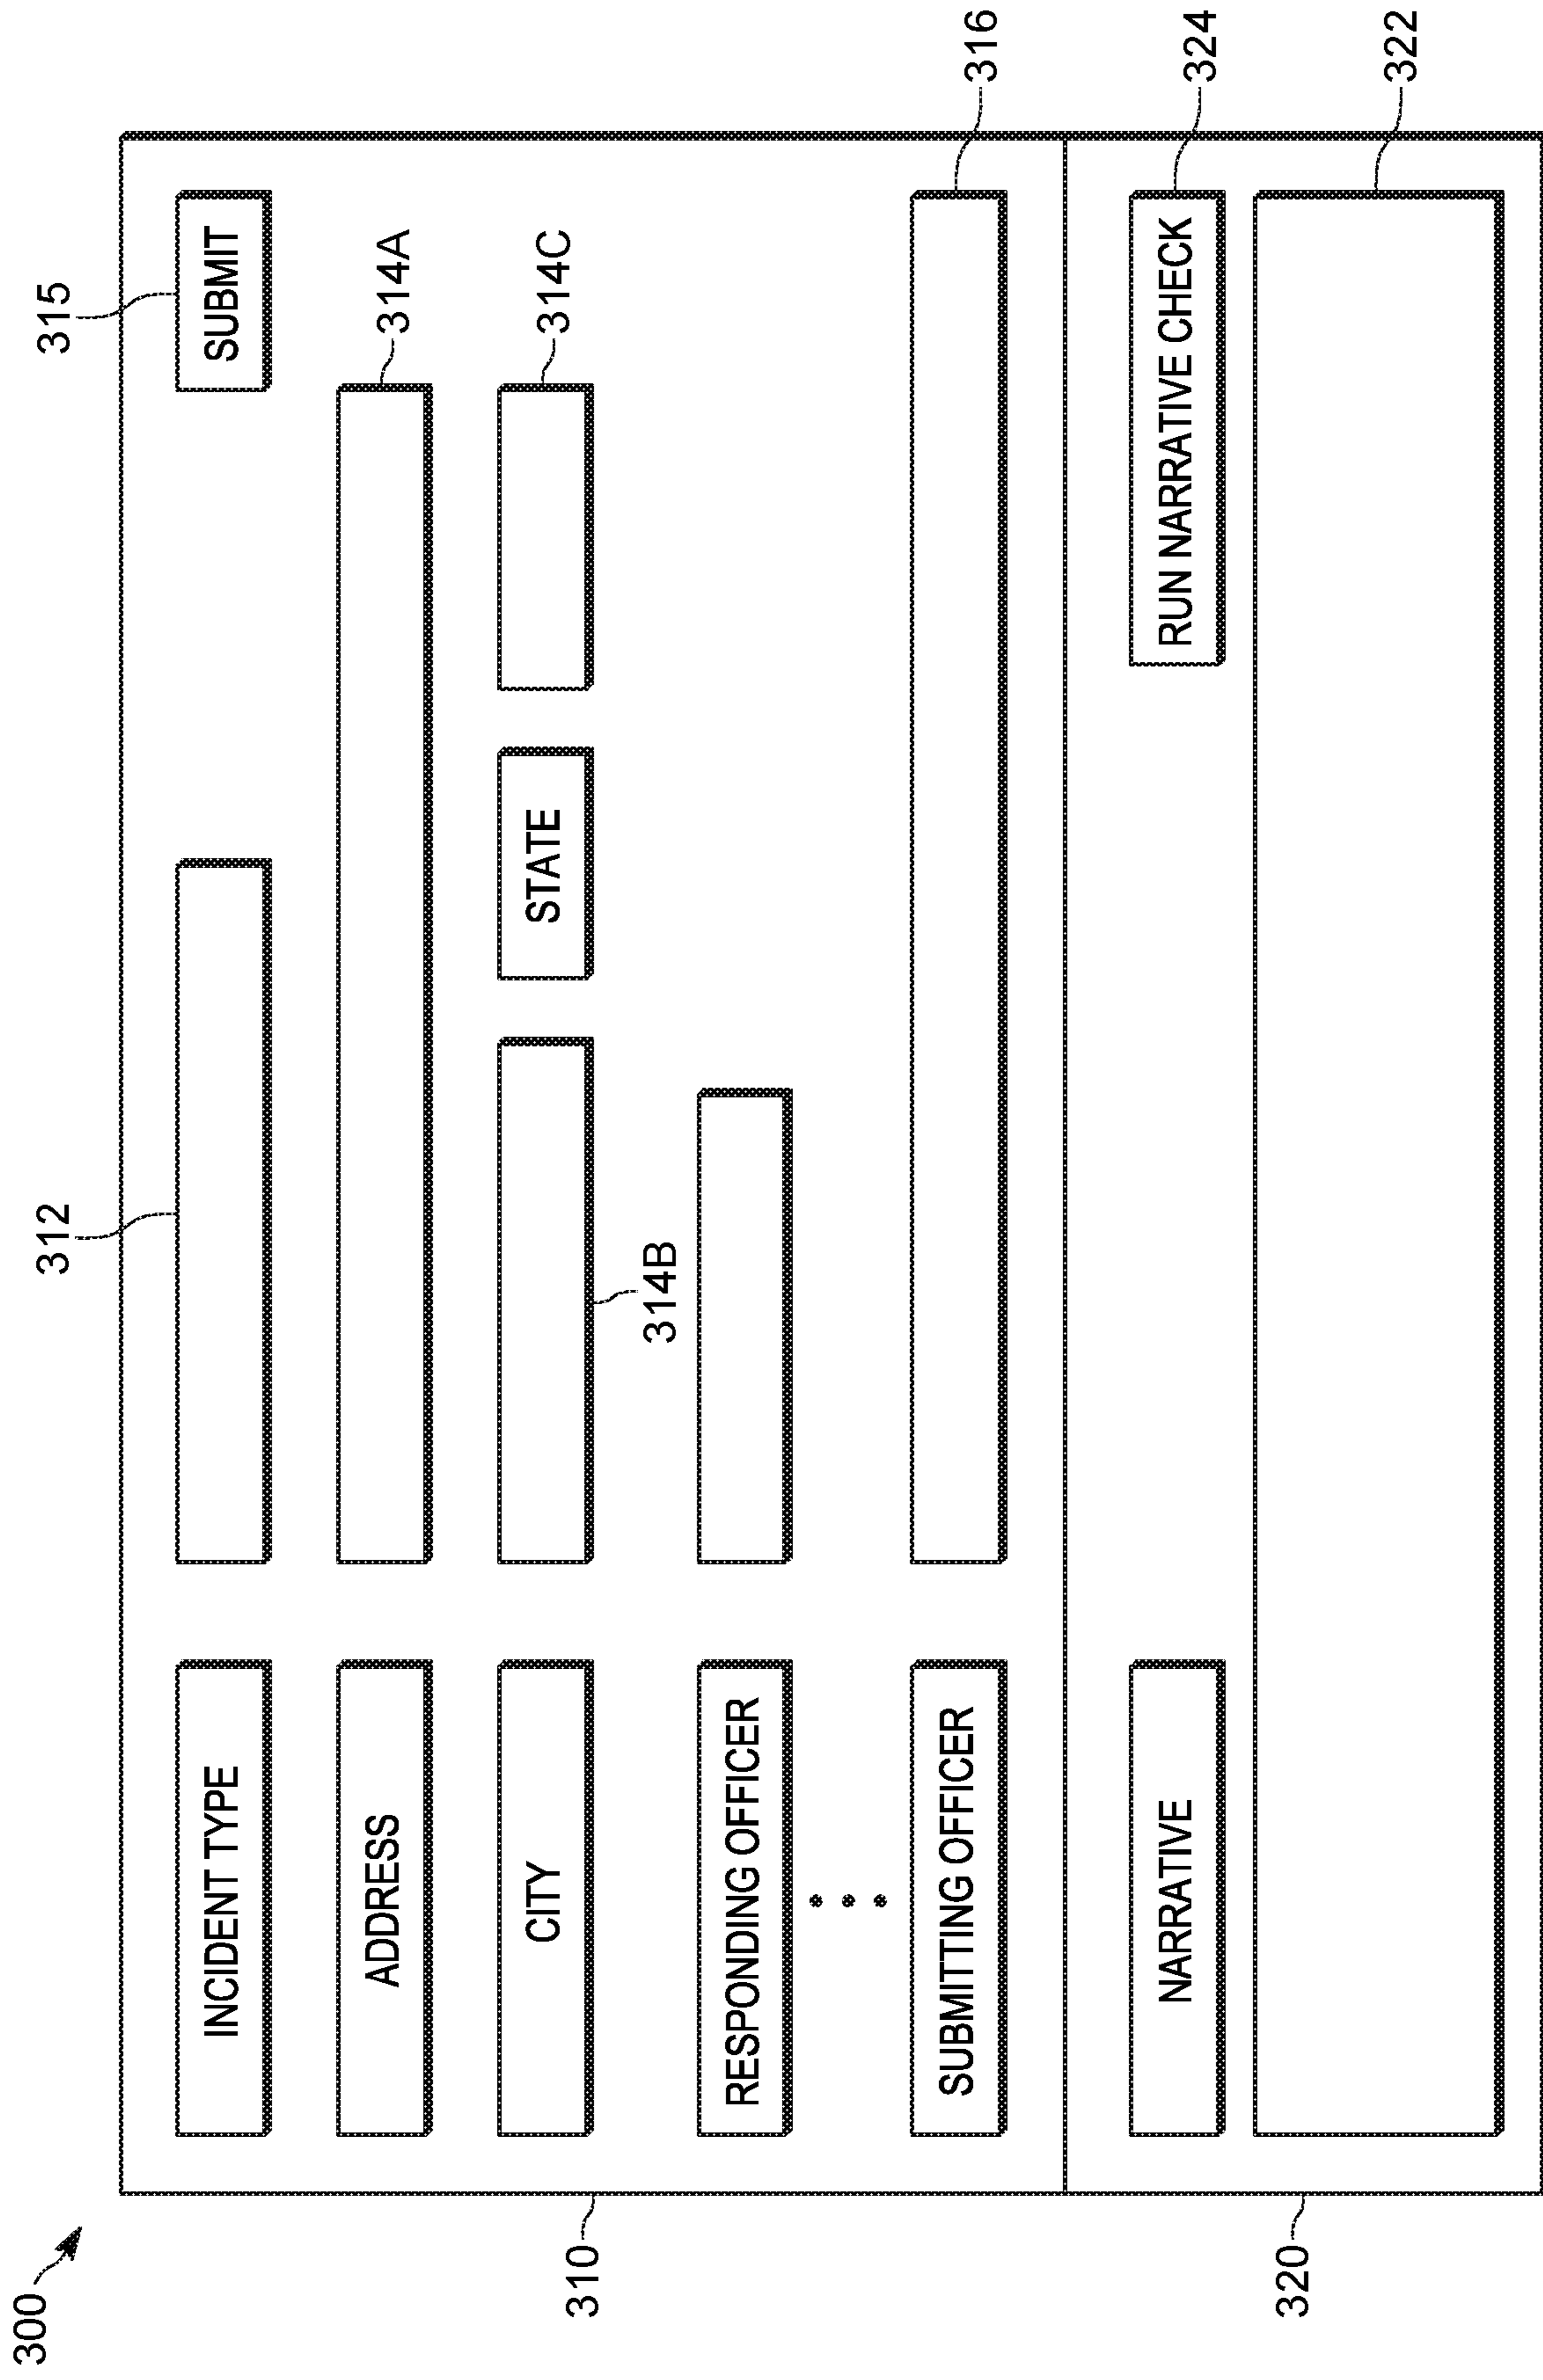 300
312
315
INCIDENT TYPE
SUBMIT
ADDRESS
314A
CITY
STATE
314C
314B
310
RESPONDING OFFICER
SUBMITTING OFFICER
316
NARRATIVE
RUN NARRATIVE CHECK
324
320
322